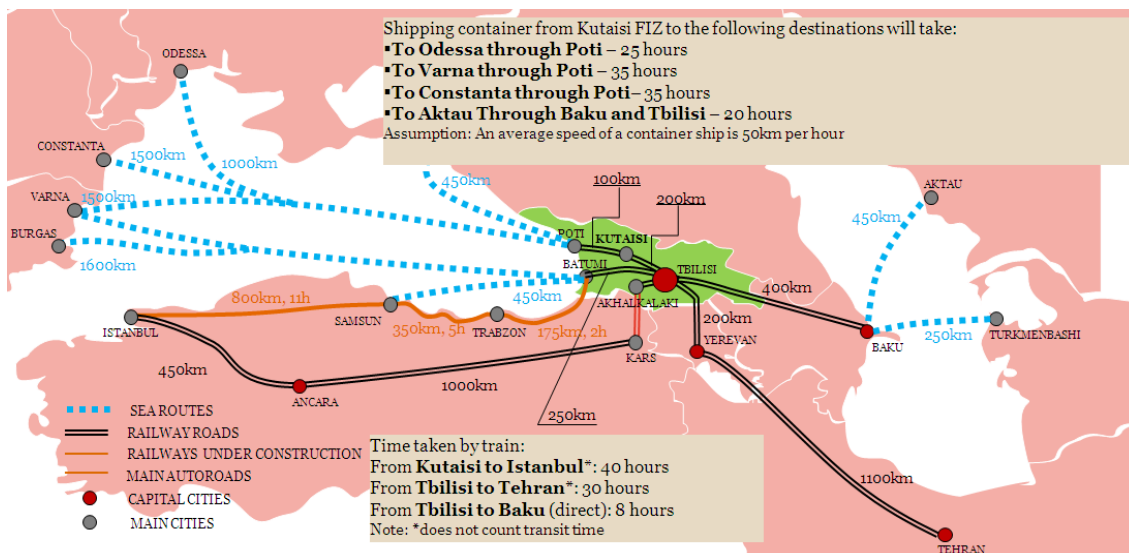 Shipping container from Kutaisi FIZ to the following destinations will take:
▪To Odessa through Poti – 25 hours
▪To Varna through Poti – 35 hours
▪To Constanta through Poti– 35 hours
▪To Aktau Through Baku and Tbilisi – 20 hours
Assumption: An average speed of a container ship is 50km per hour
ODESSA
CONSTANTA
1500km
1000km
450km
100km
200km
AKTAU
VARNA
1500km
450km
BURGAS
1600km
POTI
KUTAISI
BATUMI
TBILISI
400km
800km, 11h
450km
AKHALKALAKI
ISTANBUL
SAMSUN
350km, 5h
TRABZON
175km, 2h
200km
YEREVAN
BAKU
250km
TURKMENBASHI
KARS
450km
1000km
ANCARA
250km
SEA ROUTES
RAILWAY ROADS
RAILWAYS UNDER CONSTRUCTION
MAIN AUTOROADS
CAPITAL CITIES
MAIN CITIES
Time taken by train:
From Kutaisi to Istanbul*: 40 hours
From Tbilisi to Tehran*: 30 hours
From Tbilisi to Baku (direct): 8 hours
Note: *does not count transit time
1100km
TEHRAN